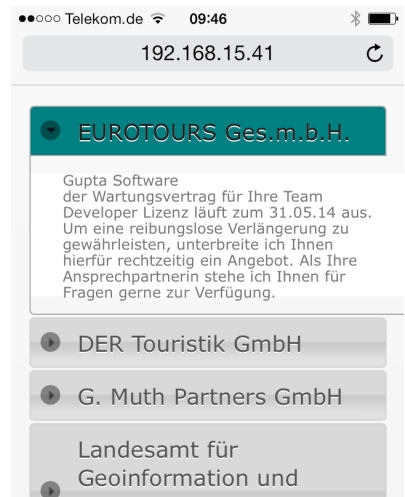 Telekom.de 09:46
192.168.15.41
EUROTOURS Ges.m.b.H.
Gupta Software
der Wartungsvertrag für Ihre Team
Developer Lizenz läuft zum 31.05.14 aus.
Um eine reibungslose Verlängerung zu
gewährleisten, unterbreite ich Ihnen
hierfür rechtzeitig ein Angebot. Als Ihre
Ansprechpartnerin stehe ich Ihnen für
Fragen gerne zur Verfügung.
DER Touristik GmbH
G. Muth Partners GmbH
Landesamt für
Geoinformation und